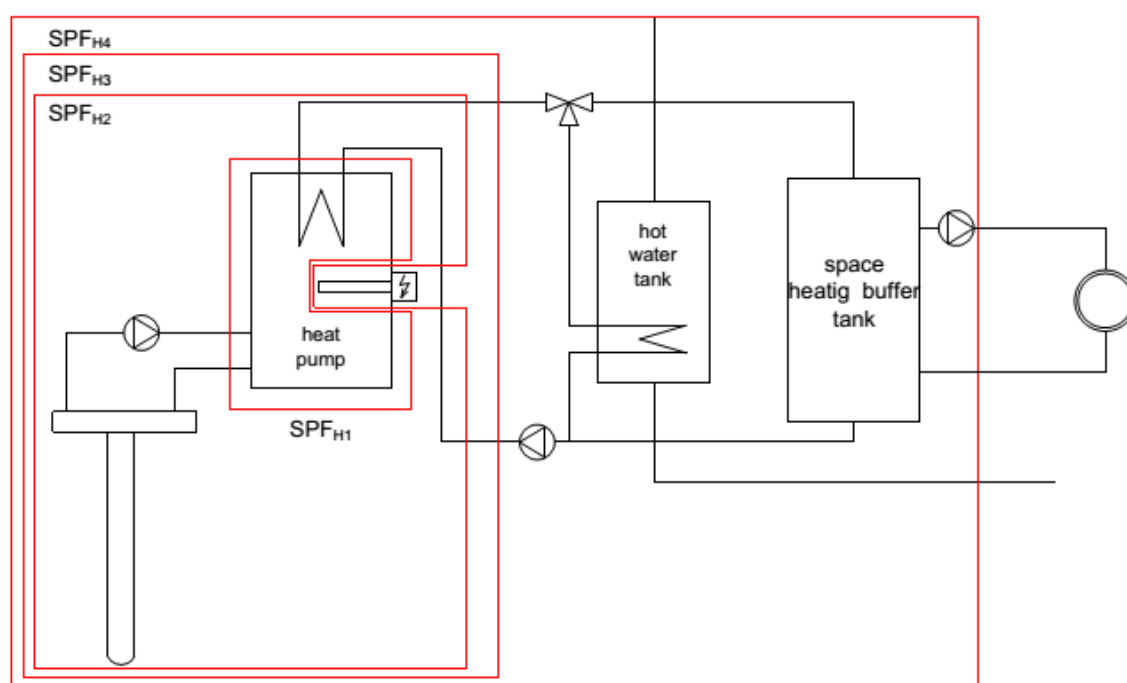 SPFH4
SPFH3
SPFH2
heat
pump
SPFH1
hot
water
tank
space
heatig buffer
tank